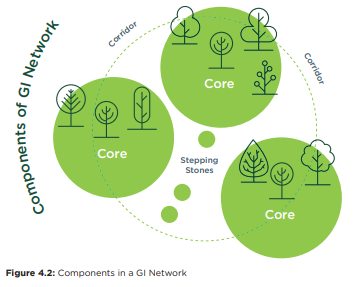 Components of GI Network
Corridor
Corridor
Core
Core
Stepping
Stones
Core
Figure 4.2: Components in a GI Network